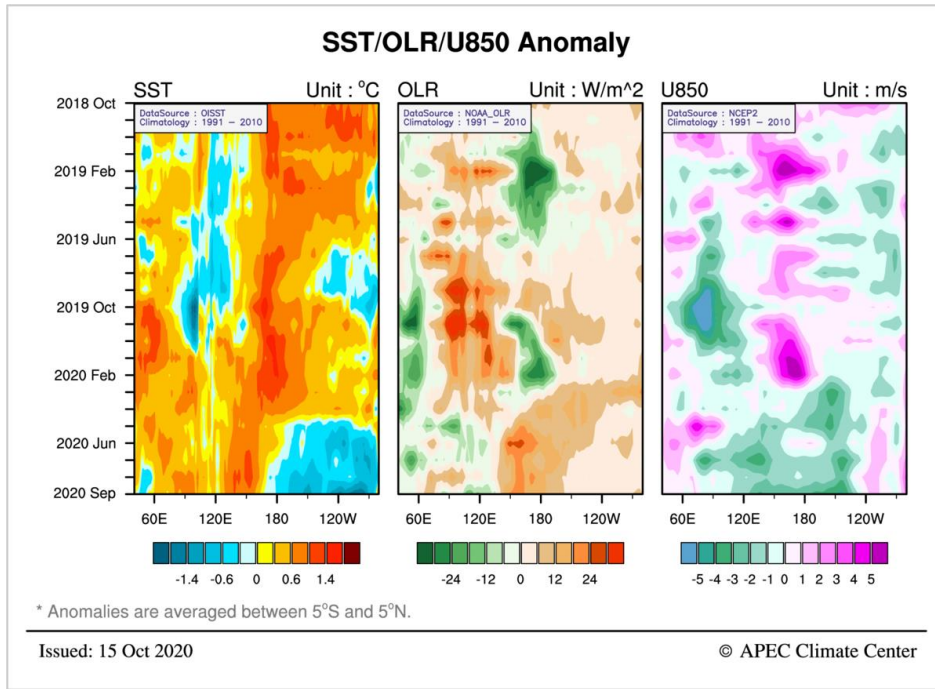 SST/OLR/U850 Anomaly
SST Unit : °C
OLR Unit : W/m^2
U850 Unit : m/s
DataSource : OISST
Climatology : 1991 – 2010
DataSource : NOAA_OLR
Climatology : 1991 – 2010
DataSource : NCEP2
Climatology : 1991 – 2010
2018 Oct
2019 Feb
2019 Jun
2019 Oct
2020 Feb
2020 Jun
2020 Sep
60E 120E 180 120W
60E 120E 180 120W
60E 120E 180 120W
-1.4 -0.6 0 0.6 1.4
-24 -12 0 12 24
-5 -4 -3 -2 -1 0 1 2 3 4 5
* Anomalies are averaged between 5°S and 5°N.
Issued: 15 Oct 2020
© APEC Climate Center